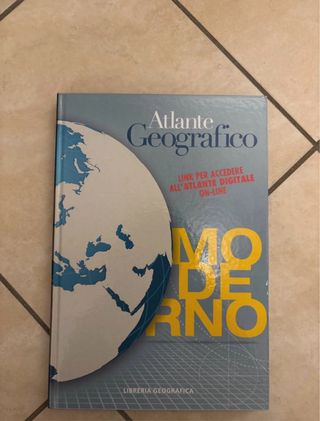 Atlante
Geografico
LINK PER ACCEDERE
ALL'ATLANTE DIGITALE
ON-LINE
MO
DE
RNO
LIBRERIA GEOGRAFICA